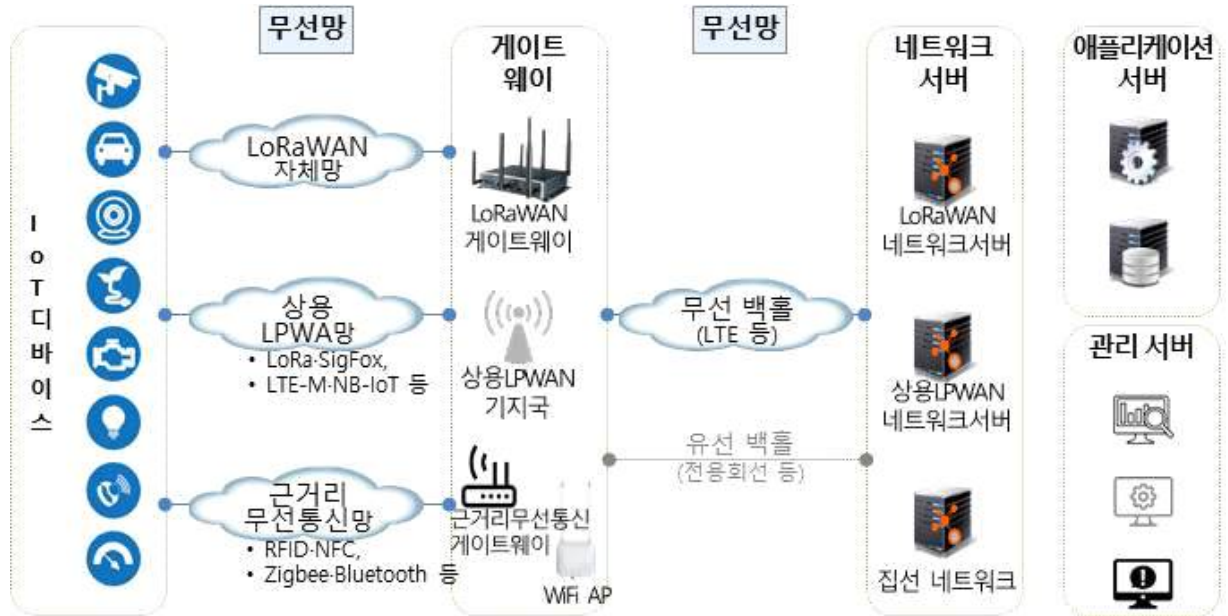 무선망
무선망
IoT디바이스
게이트
웨이
네트워크
서버
애플리케이션
서버
LoRaWAN
자체망
LoRaWAN
게이트웨이
LoRaWAN
네트워크서버
상용
LPWA망
• LoRa·SigFox,
• LTE-M·NB-IoT 등
상용LPWAN
기지국
무선 백홀
(LTE 등)
상용LPWAN
네트워크서버
관리 서버
유선 백홀
(전용회선 등)
근거리
무선통신망
• RFID·NFC,
• Zigbee·Bluetooth 등
근거리무선통신
게이트웨이
WiFi AP
집선 네트워크